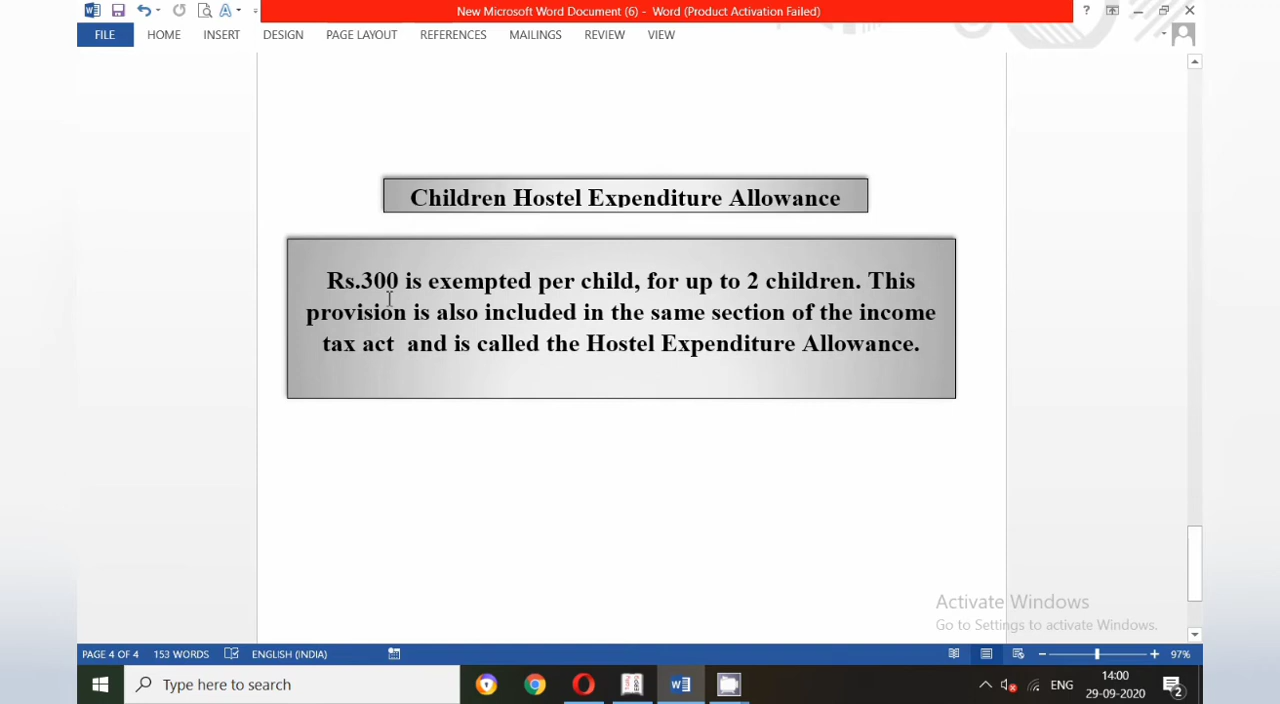 New Microsoft Word Document (6) - Word (Product Activation Failed)
FILE HOME INSERT DESIGN PAGE LAYOUT REFERENCES MAILINGS REVIEW VIEW
Children Hostel Expenditure Allowance
Rs.300 is exempted per child, for up to 2 children. This
provision is also included in the same section of the income
tax act and is called the Hostel Expenditure Allowance.
Activate Windows
Go to Settings to activate Windows.
PAGE 4 OF 4 153 WORDS ENGLISH (INDIA) 97%
Type here to search
ENG
14:00
29-09-2020
2